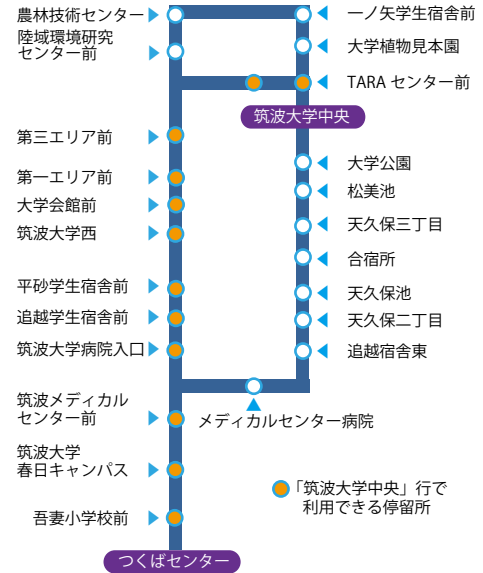 農林技術センター
陸域環境研究
センター前
第三エリア前
第一エリア前
大学会館前
筑波大学西
平砂学生宿舎前
追越学生宿舎前
筑波大学病院入口
筑波メディカル
センター前
筑波大学
春日キャンパス
吾妻小学校前
つくばセンター
一ノ矢学生宿舎前
大学植物見本園
TARA センター前
筑波大学中央
大学公園
松美池
天久保三丁目
合宿所
天久保池
天久保二丁目
追越宿舎東
メディカルセンター病院
「筑波大学中央」行で
利用できる停留所